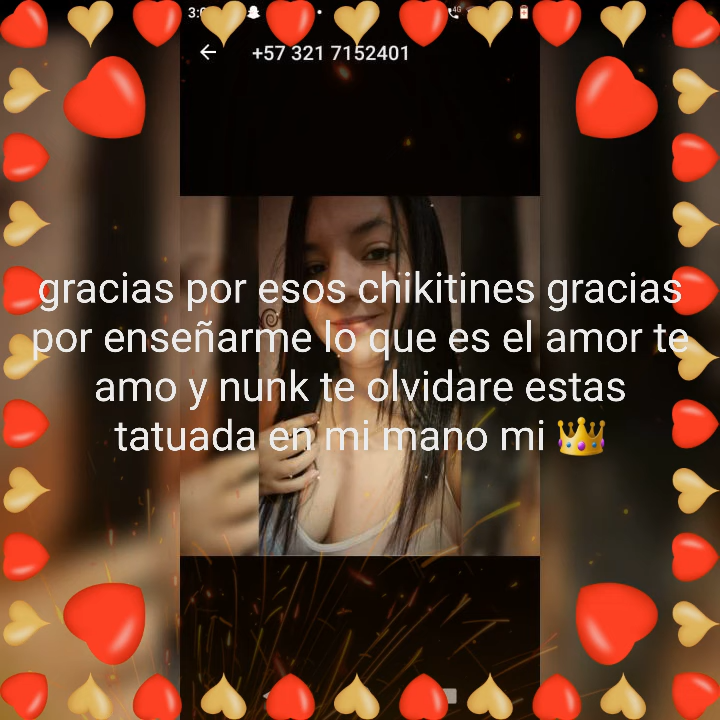 +57 321 7152401
gracias por esos chikitines gracias
por enseñarme lo que es el amor te
amo y nunk te olvidare estas
tatuada en mi mano mi 👑